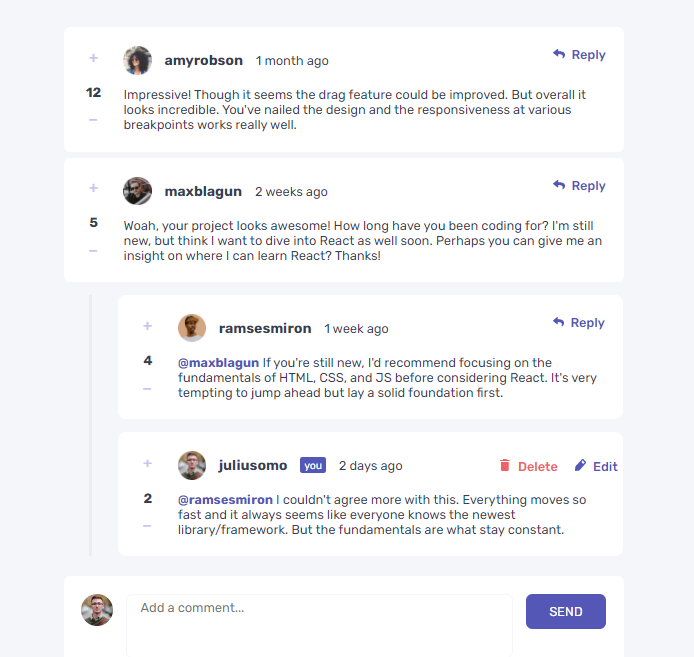 +
amyrobson 1 month ago Reply
12
Impressive! Though it seems the drag feature could be improved. But overall it
looks incredible. You've nailed the design and the responsiveness at various
breakpoints works really well.
−
+
maxblagun 2 weeks ago Reply
5
Woah, your project looks awesome! How long have you been coding for? I'm still
new, but think I want to dive into React as well soon. Perhaps you can give me an
insight on where I can learn React? Thanks!
−
+
ramsesmiron 1 week ago Reply
4
@maxblagun If you're still new, I'd recommend focusing on the
fundamentals of HTML, CSS, and JS before considering React. It's very
tempting to jump ahead but lay a solid foundation first.
−
+
juliusomo you 2 days ago Delete Edit
2
@ramsesmiron I couldn't agree more with this. Everything moves so
fast and it always seems like everyone knows the newest
library/framework. But the fundamentals are what stay constant.
−
Add a comment... SEND